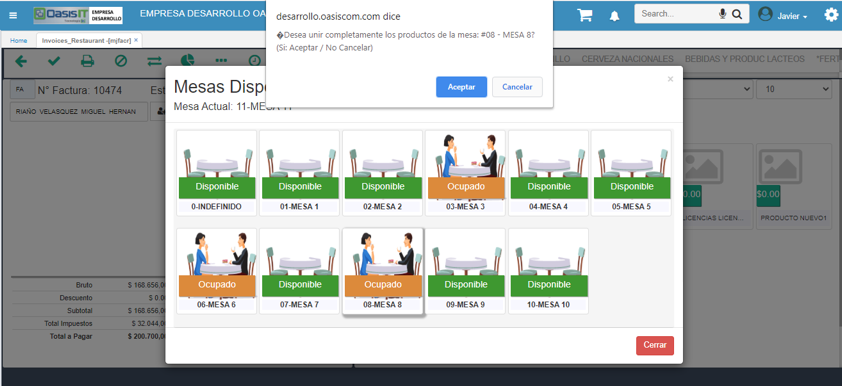 OasisIT
EMPRESA
DESARROLLO
EMPRESA DESARROLLO OA
Search...
Javier
Home
Invoices_Restaurant -[mjfacr]
desarrollo.oasiscom.com dice
�Desea unir completamente los productos de la mesa: #08 - MESA 8?
(Si: Aceptar / No Cancelar)
Aceptar
Cancelar
CERVEZA NACIONALES
BEBIDAS Y PRODUC LACTEOS
*FER
FA
N° Factura: 10474
Est
RIAÑO VELASQUEZ MIGUEL HERNAN
10
Mesas Disp
Mesa Actual: 11-MESA 11
×
Disponible
0-INDEFINIDO
Disponible
01-MESA 1
Disponible
02-MESA 2
Ocupado
03-MESA 3
Disponible
04-MESA 4
Disponible
05-MESA 5
Ocupado
06-MESA 6
Disponible
07-MESA 7
Ocupado
08-MESA 8
Disponible
09-MESA 9
Disponible
10-MESA 10
Cerrar
$0.00
LICENCIAS LICEN...
$0.00
PRODUCTO NUEVO1
Bruto
$ 168.656,0
Descuento
$ 0.00
Subtotal
$ 168.656,0
Total Impuestos
$ 32.044,0
Total a Pagar
$ 200.700,0